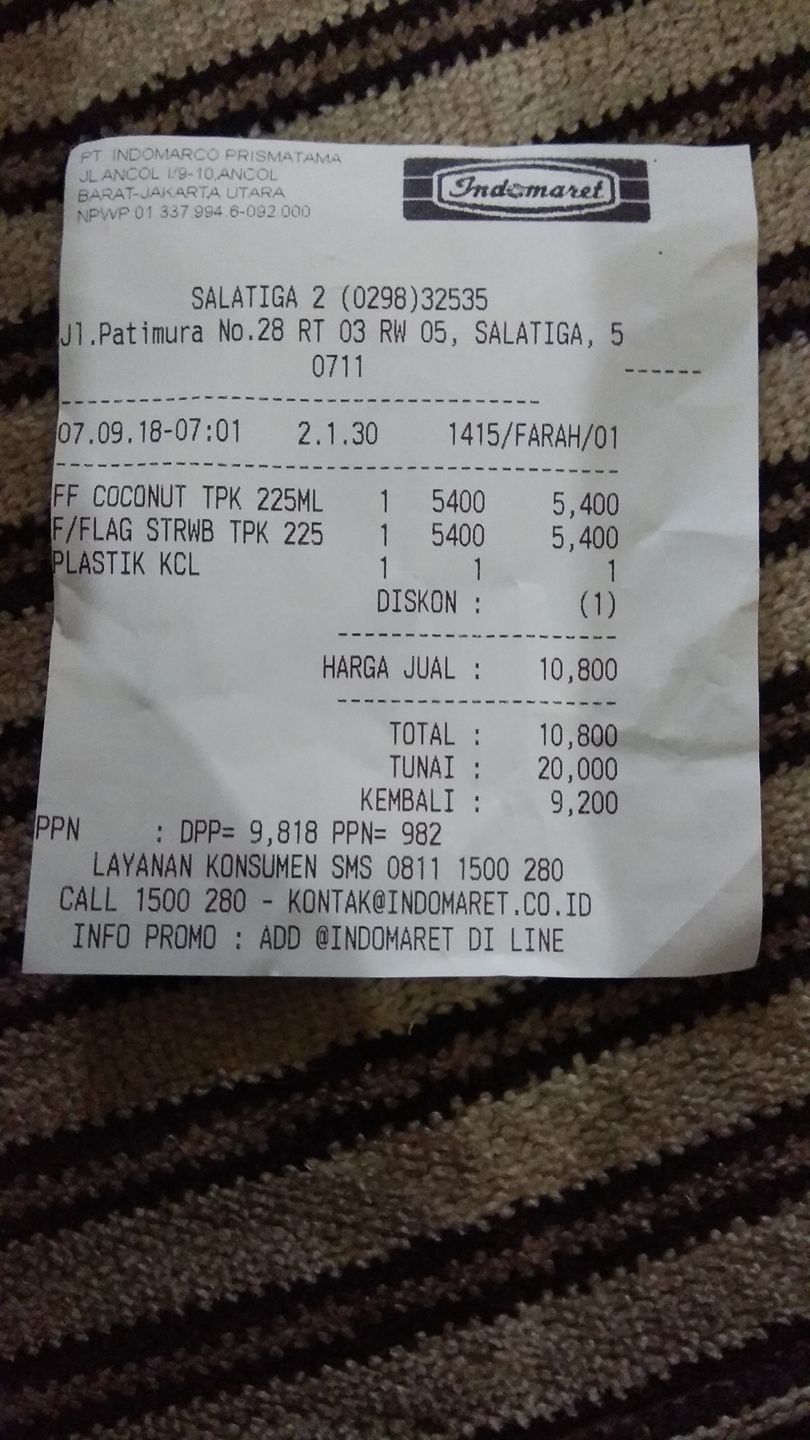 PT INDOMARCO PRISMATAMA
JL.ANCOL I/9-10,ANCOL
BARAT-JAKARTA UTARA
NPWP 01 337.994.6-092 000
Indomaret
SALATIGA 2 (0298)32535
Jl.Patimura No.28 RT 03 RW 05, SALATIGA, 5
0711 ------
----------------------------------
07.09.18-07:01 2.1.30 1415/FARAH/01
----------------------------------------
FF COCONUT TPK 225ML 1 5400 5,400
F/FLAG STRWB TPK 225 1 5400 5,400
PLASTIK KCL 1 1 1
DISKON : (1)
--------------------
HARGA JUAL : 10,800
--------------------
TOTAL : 10,800
TUNAI : 20,000
KEMBALI : 9,200
PPN : DPP= 9,818 PPN= 982
LAYANAN KONSUMEN SMS 0811 1500 280
CALL 1500 280 - KONTAK@INDOMARET.CO.ID
INFO PROMO : ADD @INDOMARET DI LINE